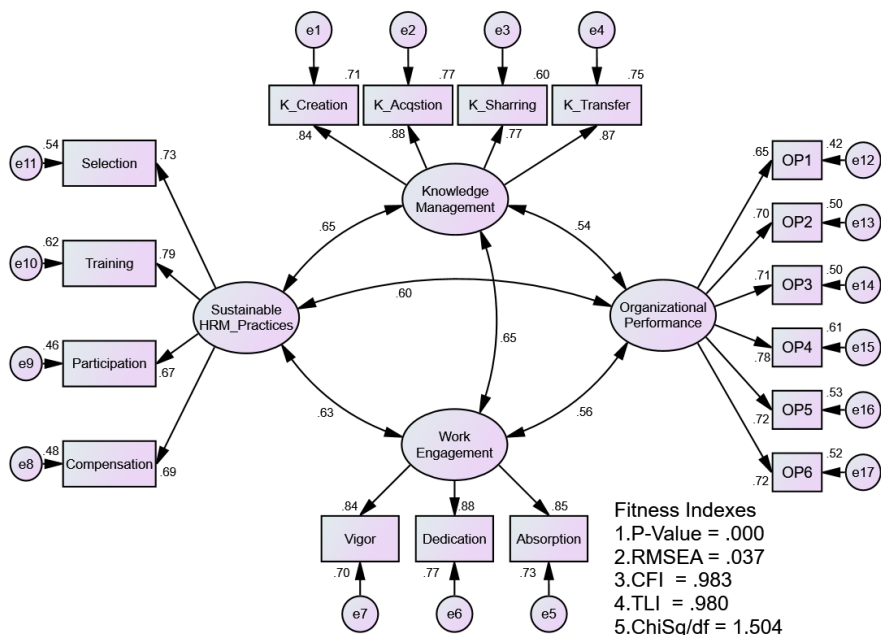 e1
e2
e3
e4
.71
.77
.60
.75
K_Creation
K_Acqstion
K_Sharring
K_Transfer
.84
.88
.77
.87
Knowledge
Management
e11
.54
Selection
.73
e10
.62
Training
.79
e9
.46
Participation
.67
e8
.48
Compensation
.69
Sustainable
HRM_Practices
.65
.54
.60
.65
.63
.56
Organizational
Performance
.65
OP1
.42
e12
.70
OP2
.50
e13
.71
OP3
.50
e14
.78
OP4
.61
e15
.72
OP5
.53
e16
.72
OP6
.52
e17
Work
Engagement
.84
.88
.85
Vigor
Dedication
Absorption
.70
.77
.73
e7
e6
e5
Fitness Indexes
1.P-Value = .000
2.RMSEA = .037
3.CFI = .983
4.TLI = .980
5.ChiSq/df = 1.504